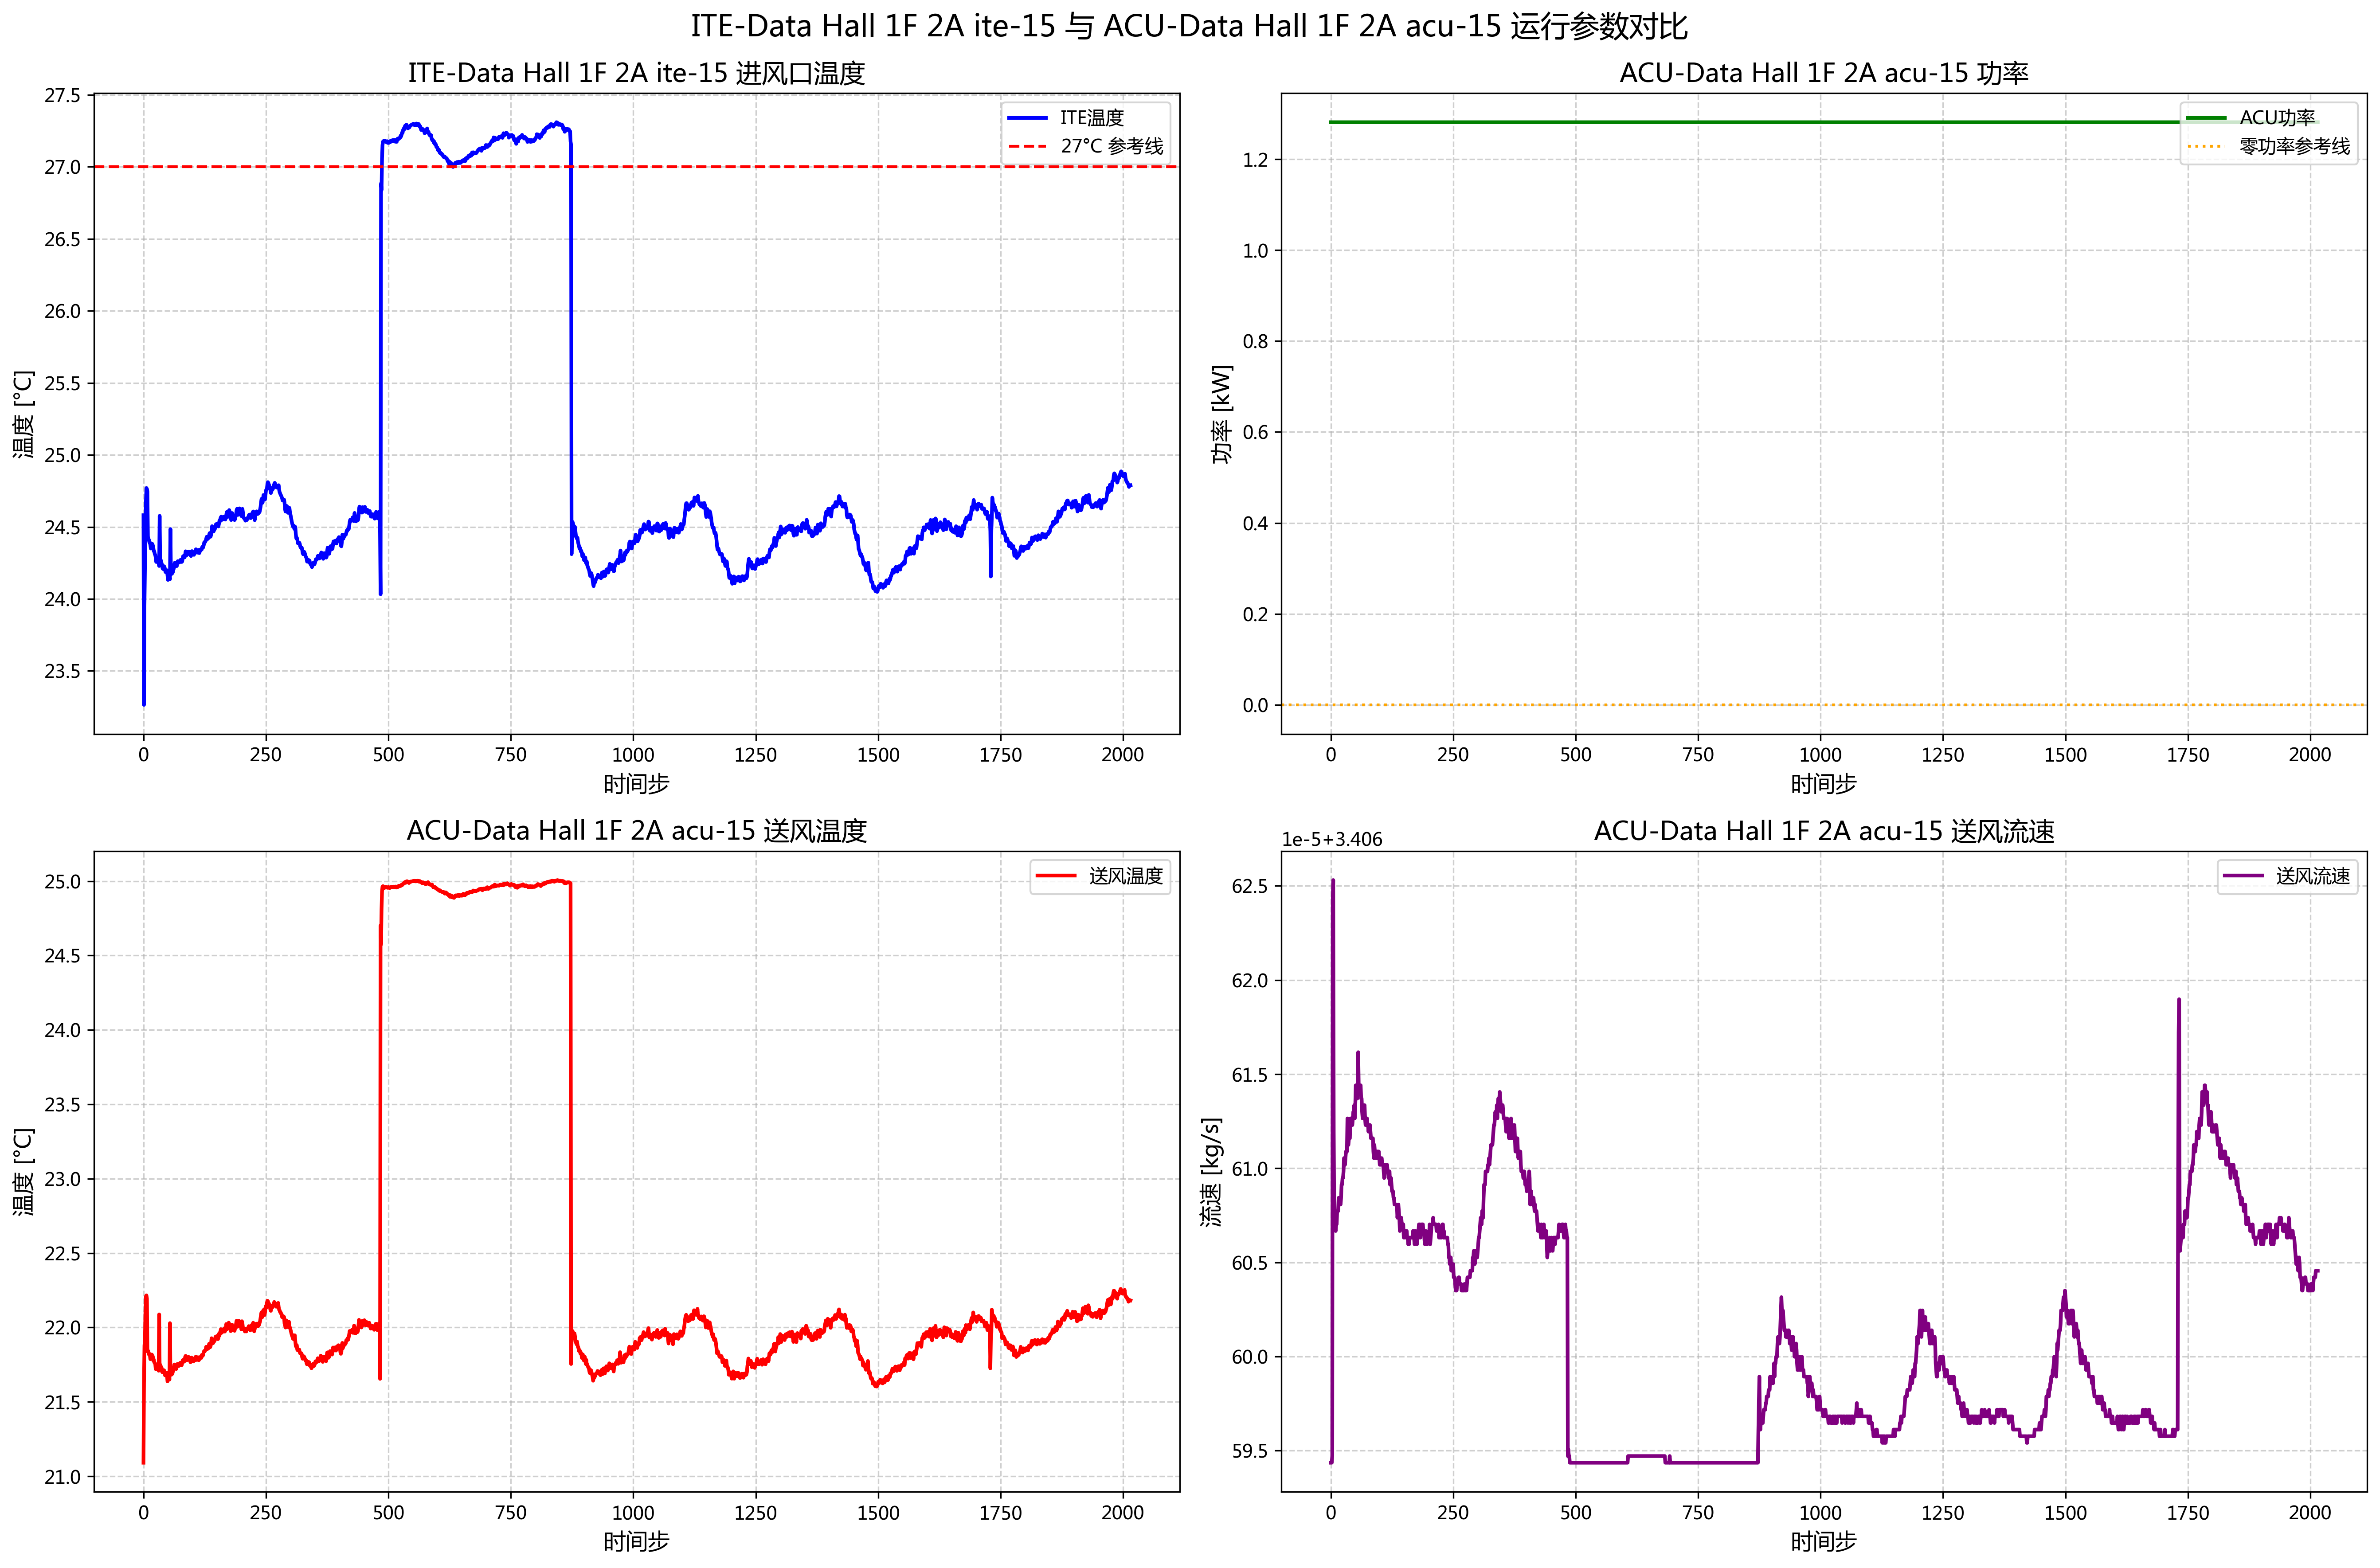 ITE-Data Hall 1F 2A ite-15 与 ACU-Data Hall 1F 2A acu-15 运行参数对比
ITE-Data Hall 1F 2A ite-15 进风口温度
27.5
27.0
26.5
26.0
25.5
25.0
24.5
24.0
23.5
温度 [°C]
ITE温度
27°C 参考线
0 250 500 750 1000 1250 1500 1750 2000
时间步
ACU-Data Hall 1F 2A acu-15 功率
1.2
1.0
0.8
0.6
0.4
0.2
0.0
功率 [kW]
ACU功率
零功率参考线
0 250 500 750 1000 1250 1500 1750 2000
时间步
ACU-Data Hall 1F 2A acu-15 送风温度
25.0
24.5
24.0
23.5
23.0
22.5
22.0
21.5
21.0
温度 [°C]
送风温度
0 250 500 750 1000 1250 1500 1750 2000
时间步
ACU-Data Hall 1F 2A acu-15 送风流速
1e-5+3.406
62.5
62.0
61.5
61.0
60.5
60.0
59.5
流速 [kg/s]
送风流速
0 250 500 750 1000 1250 1500 1750 2000
时间步